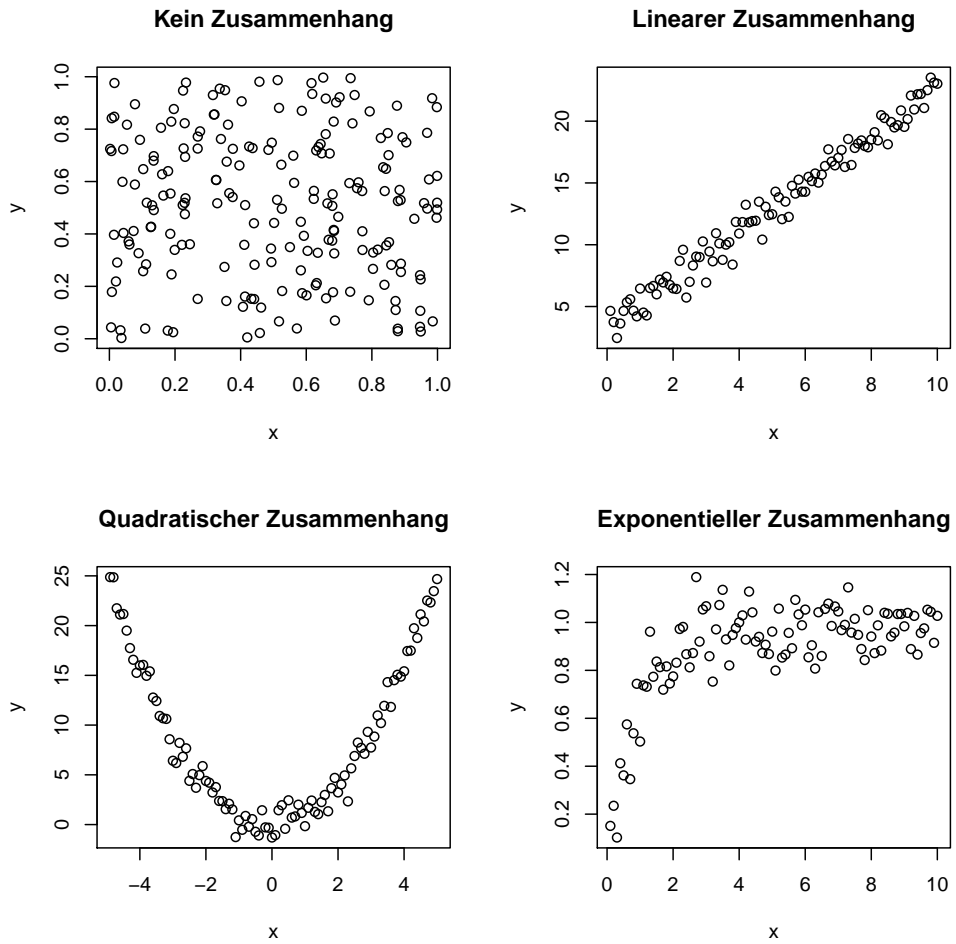 Kein Zusammenhang
y
1.0
0.8
0.6
0.4
0.2
0.0
0.0 0.2 0.4 0.6 0.8 1.0
x
Linearer Zusammenhang
y
20
15
10
5
0 2 4 6 8 10
x
Quadratischer Zusammenhang
y
25
20
15
10
5
0
−4 −2 0 2 4
x
Exponentieller Zusammenhang
y
1.2
1.0
0.8
0.6
0.4
0.2
0 2 4 6 8 10
x